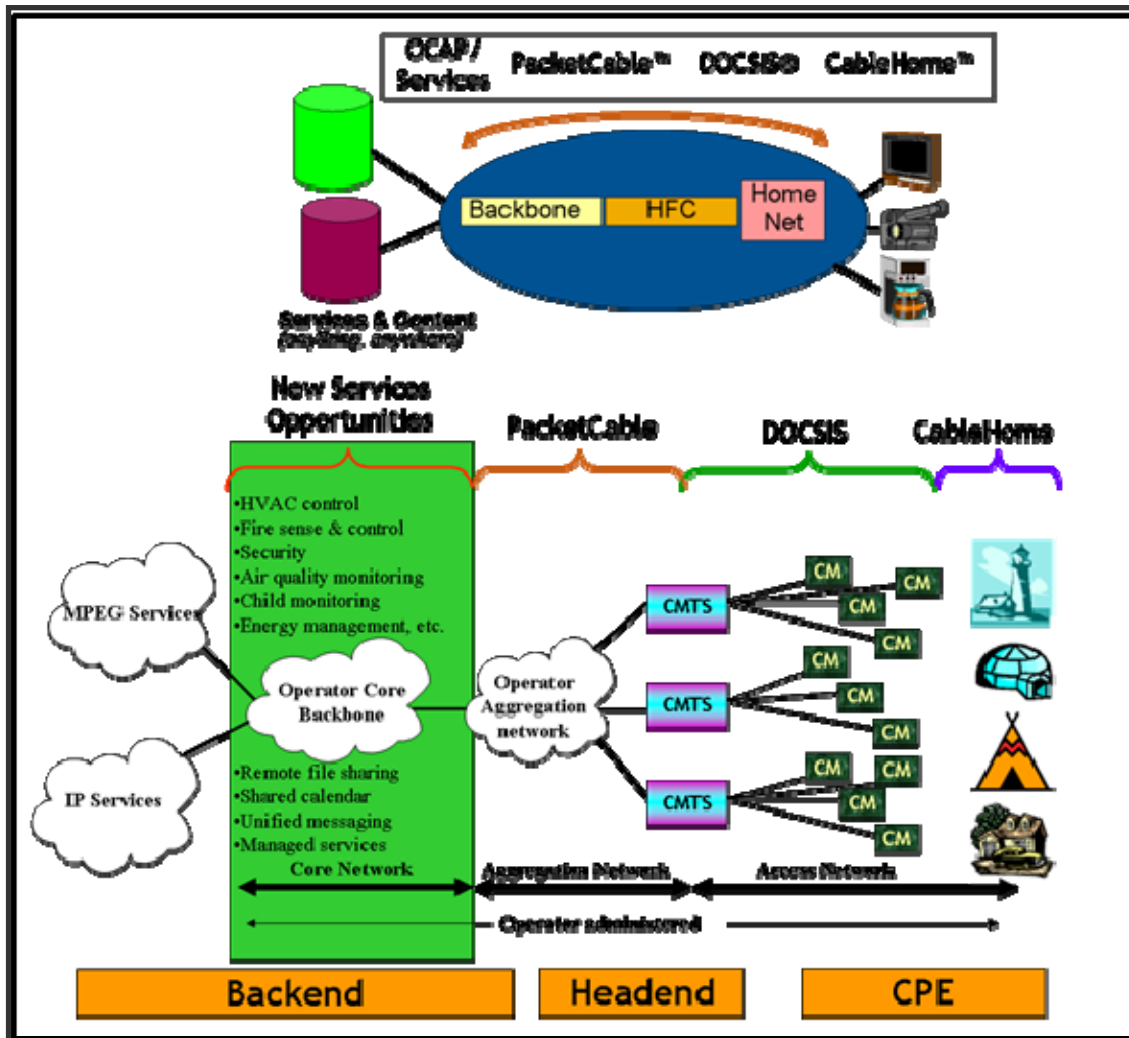 OCAP /
Services
PacketCable™
DOCSIS®
CableHome™
Backbone
HFC
Home
Net
Services & Content
(anything, anywhere)
New Services
Opportunities
PacketCable
DOCSIS
CableHome
•HVAC control
•Fire sense & control
•Security
•Air quality monitoring
•Child monitoring
•Energy management, etc.
MPEG Services
Operator Core
Backbone
Operator
Aggregation
network
IP Services
CMTS
CMTS
CMTS
CM
CM
CM
CM
CM
CM
CM
CM
CM
CM
CM
•Remote file sharing
•Shared calendar
•Unified messaging
•Managed services
Core Network
Aggregation Network
Access Network
Operator administered
Backend
Headend
CPE